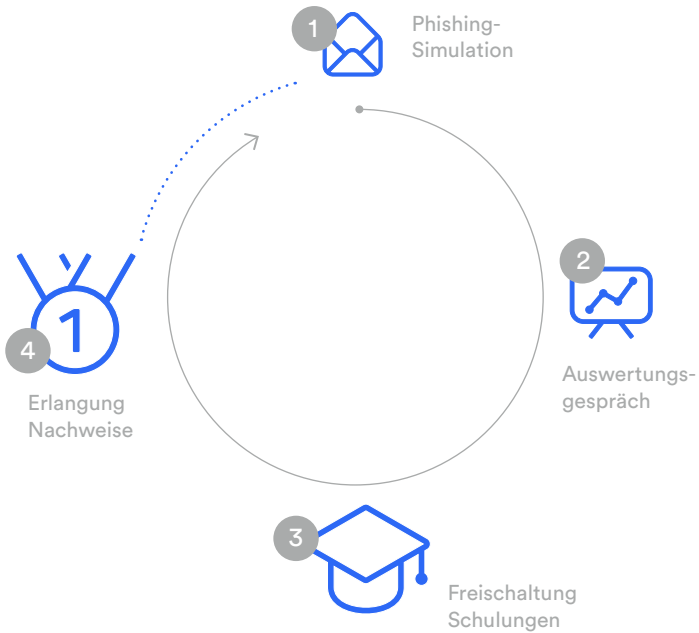 1
Phishing-
Simulation
2
Auswertungs-
gespräch
3
Freischaltung
Schulungen
1
4
Erlangung
Nachweise